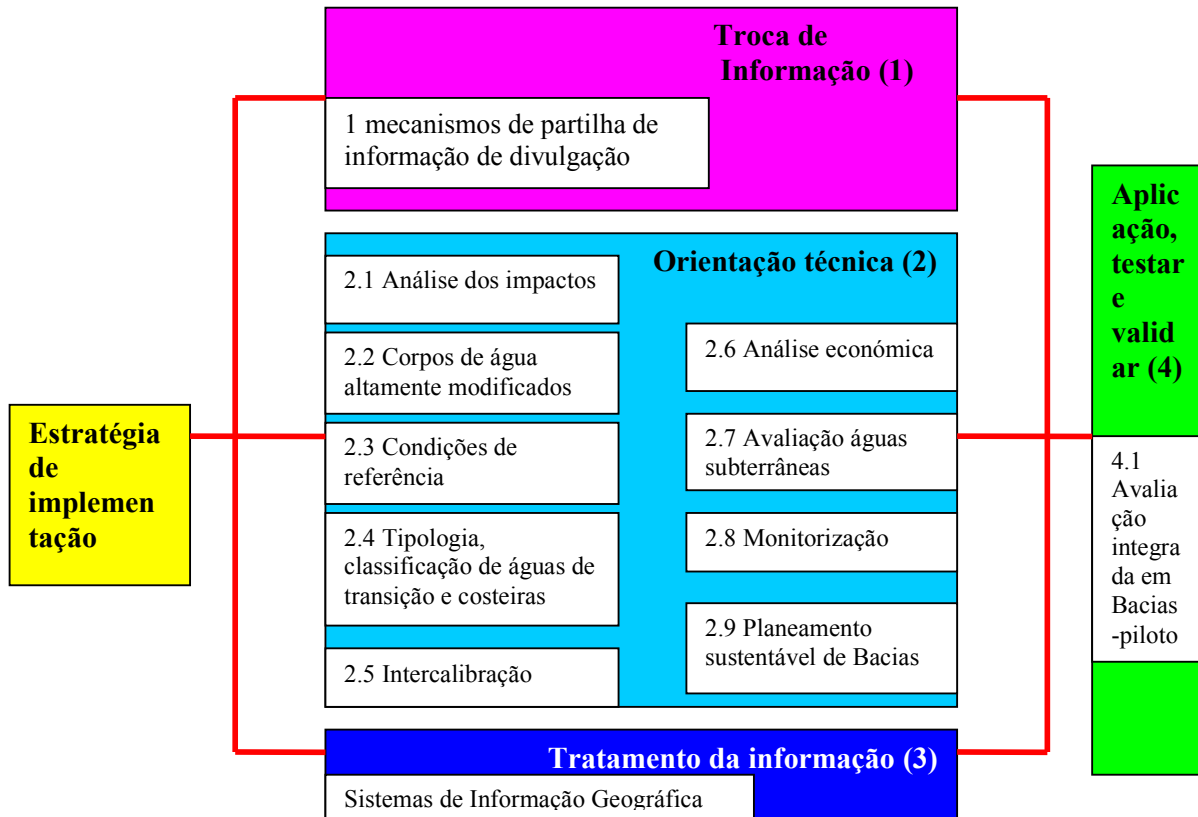 Troca de
Informação (1)
1 mecanismos de partilha de
informação de divulgação
Orientação técnica (2)
2.1 Análise dos impactos
2.2 Corpos de água
altamente modificados
2.3 Condições de
referência
2.4 Tipologia,
classificação de águas de
transição e costeiras
2.5 Intercalibração
2.6 Análise económica
2.7 Avaliação águas
subterrâneas
2.8 Monitorização
2.9 Planeamento
sustentável de Bacias
Tratamento da informação (3)
Sistemas de Informação Geográfica
Estratégia
de
implemen
tação
Aplic
ação,
testar
e
valid
ar (4)
4.1
Avalia
ção
integra
da em
Bacias
-piloto